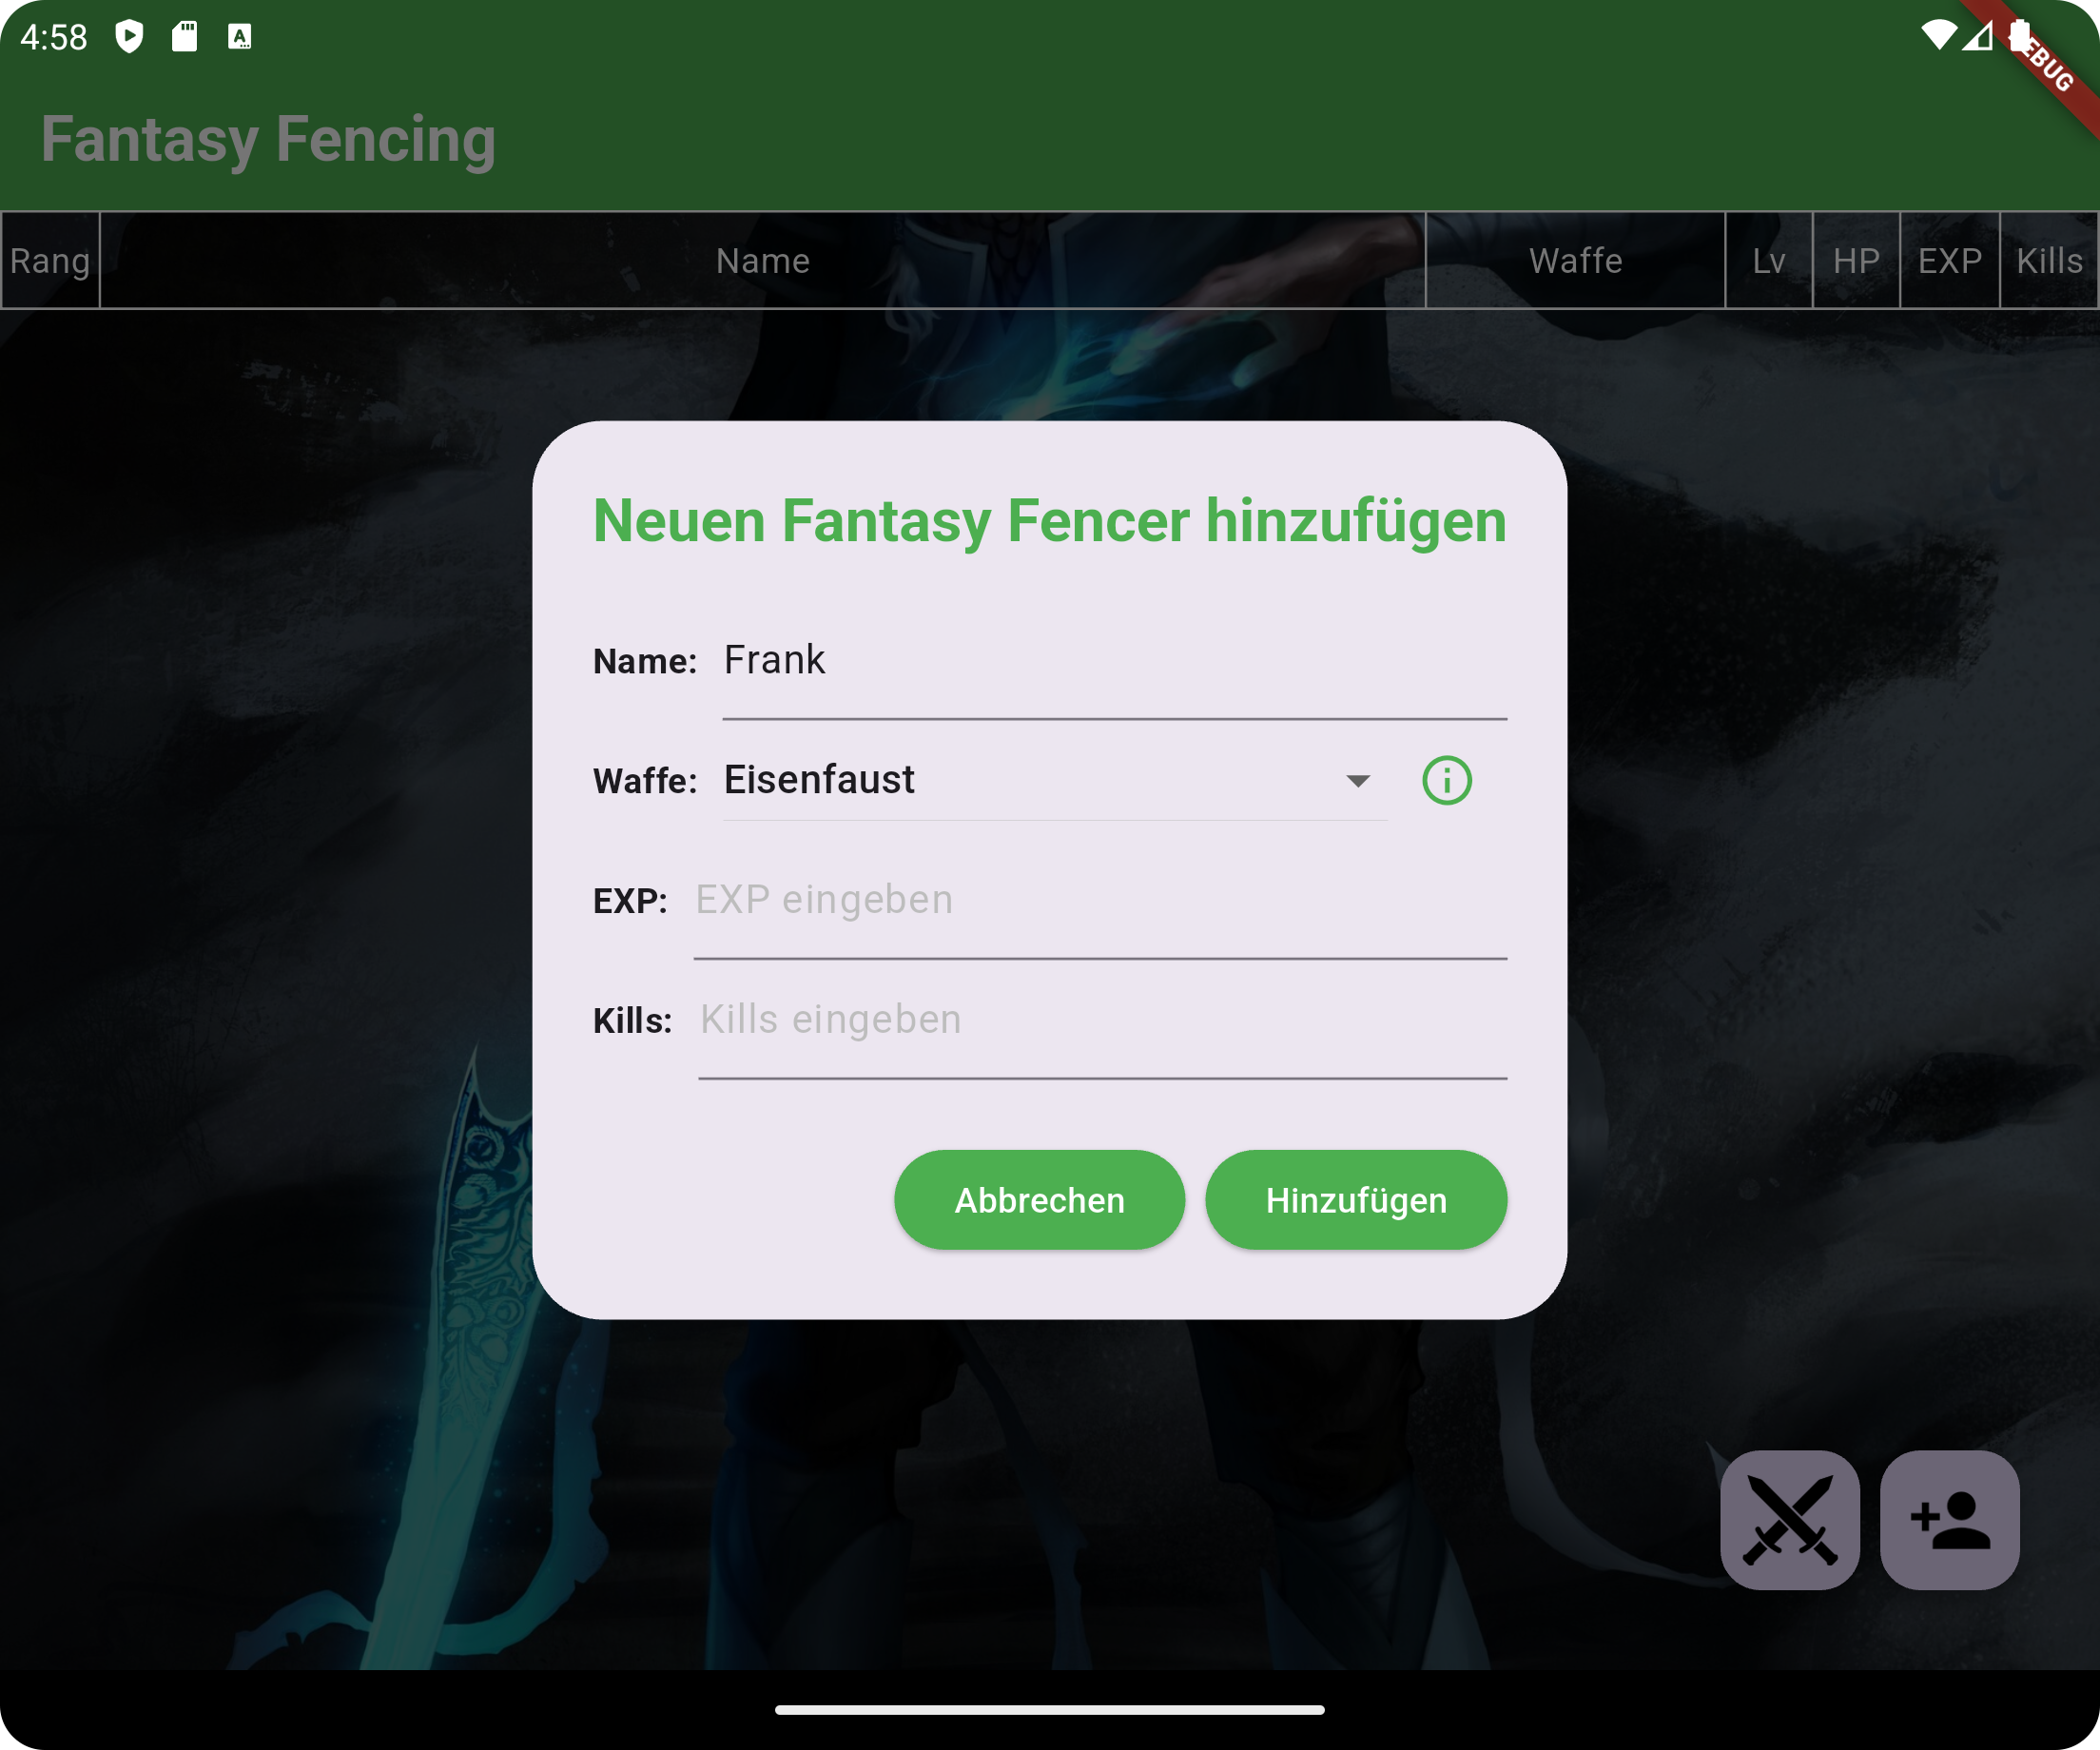 4:58
DEBUG
Fantasy Fencing
Rang Name Waffe Lv HP EXP Kills
Neuen Fantasy Fencer hinzufügen
Name: Frank
Waffe: Eisenfaust
EXP: EXP eingeben
Kills: Kills eingeben
Abbrechen Hinzufügen